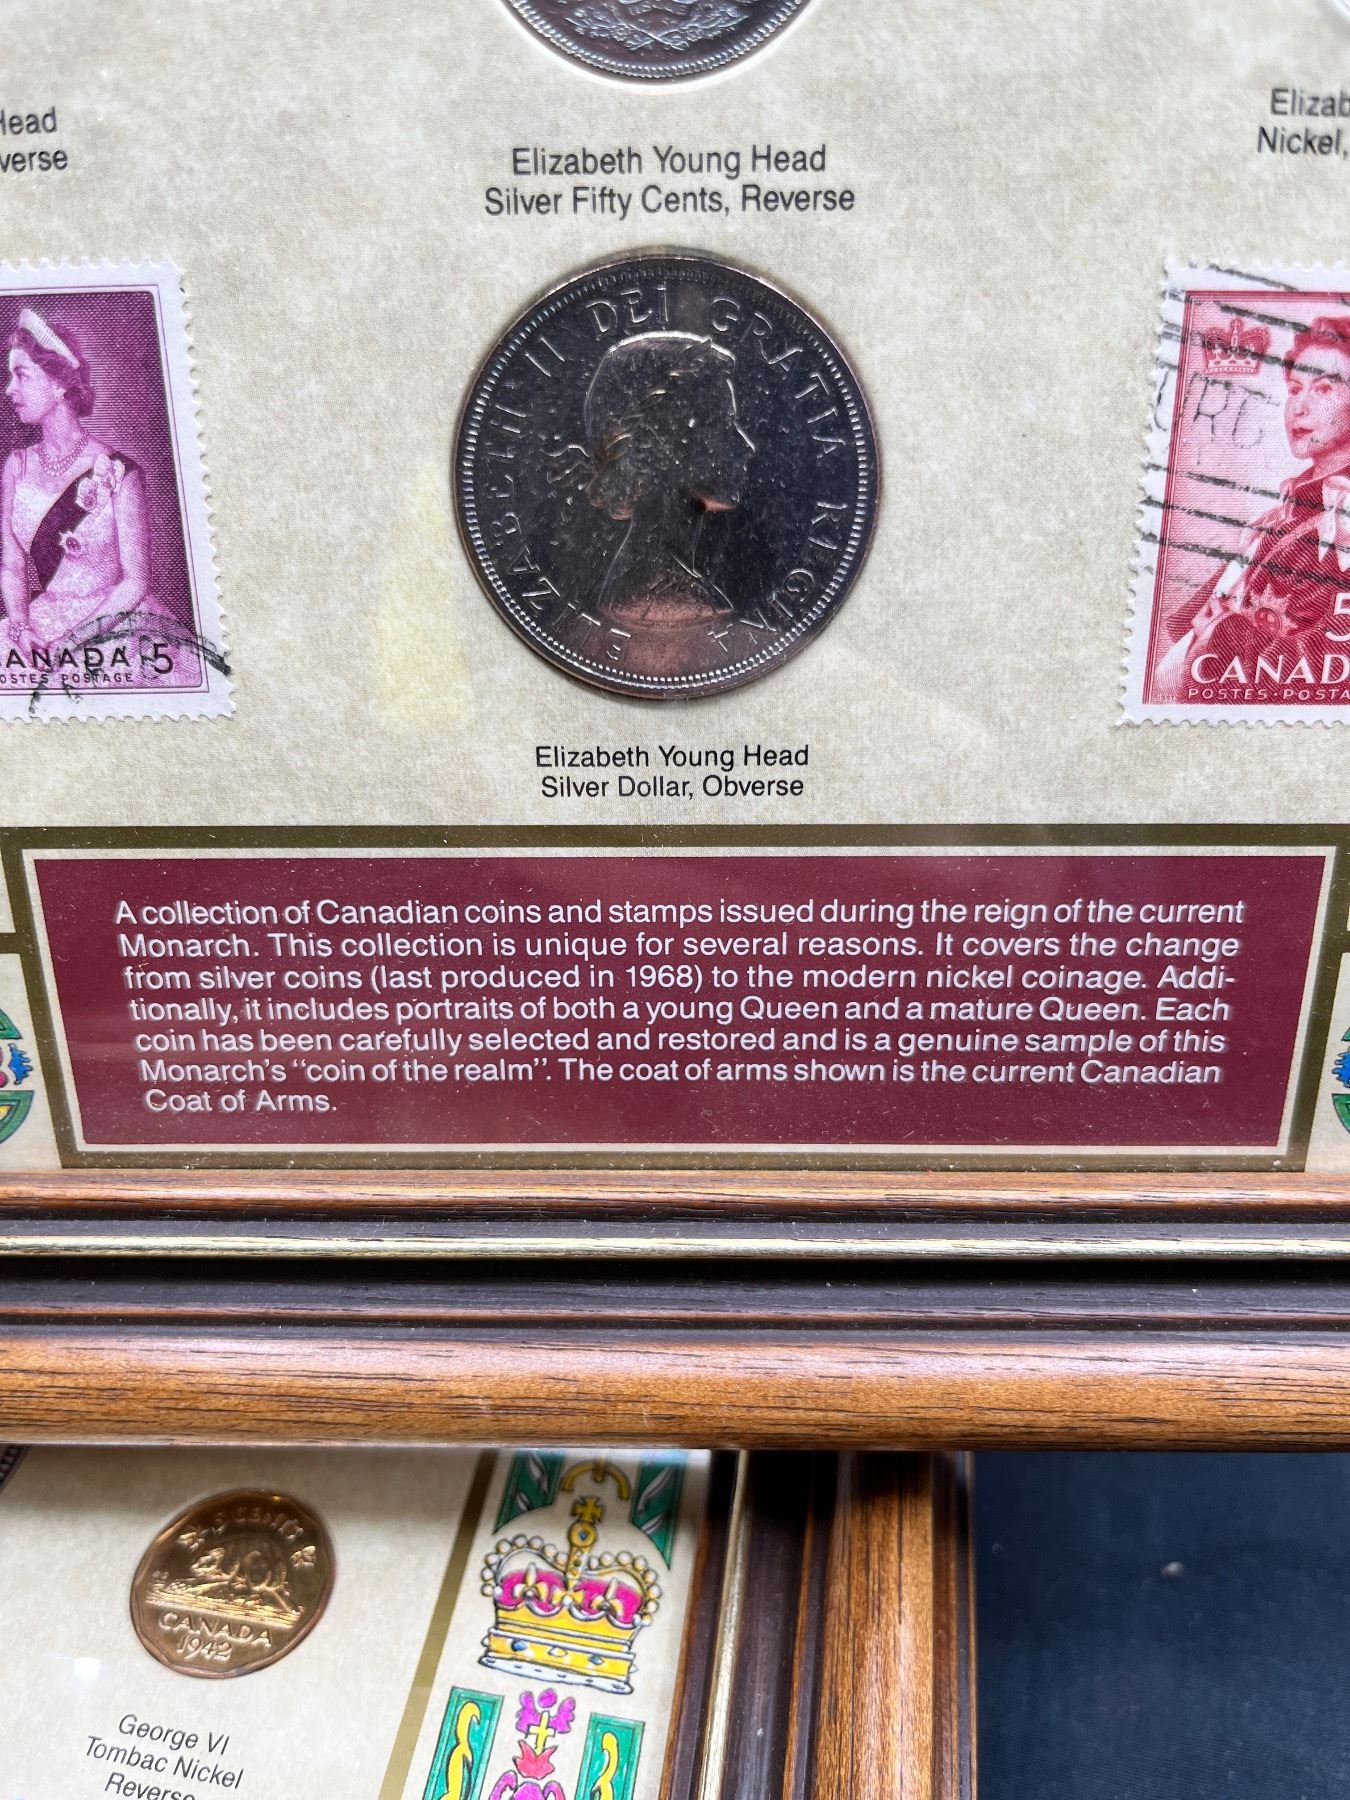 Head
verse
Elizabeth Young Head
Silver Fifty Cents, Reverse
Nickel,
ELIZABETH II DEI GRATIA REGINA
CANADA 5
POSTES POSTAGE
5
CANAD
POSTES·POSTA
Elizabeth Young Head
Silver Dollar, Obverse
A collection of Canadian coins and stamps issued during the reign of the current
Monarch. This collection is unique for several reasons. It covers the change
from silver coins (last produced in 1968) to the modern nickel coinage. Addi-
tionally, it includes portraits of both a young Queen and a mature Queen. Each
coin has been carefully selected and restored and is a genuine sample of this
Monarch's "coin of the realm". The coat of arms shown is the current Canadian
Coat of Arms.
5 CENTS
CANADA
1942
George VI
Tombac Nickel
Reverse